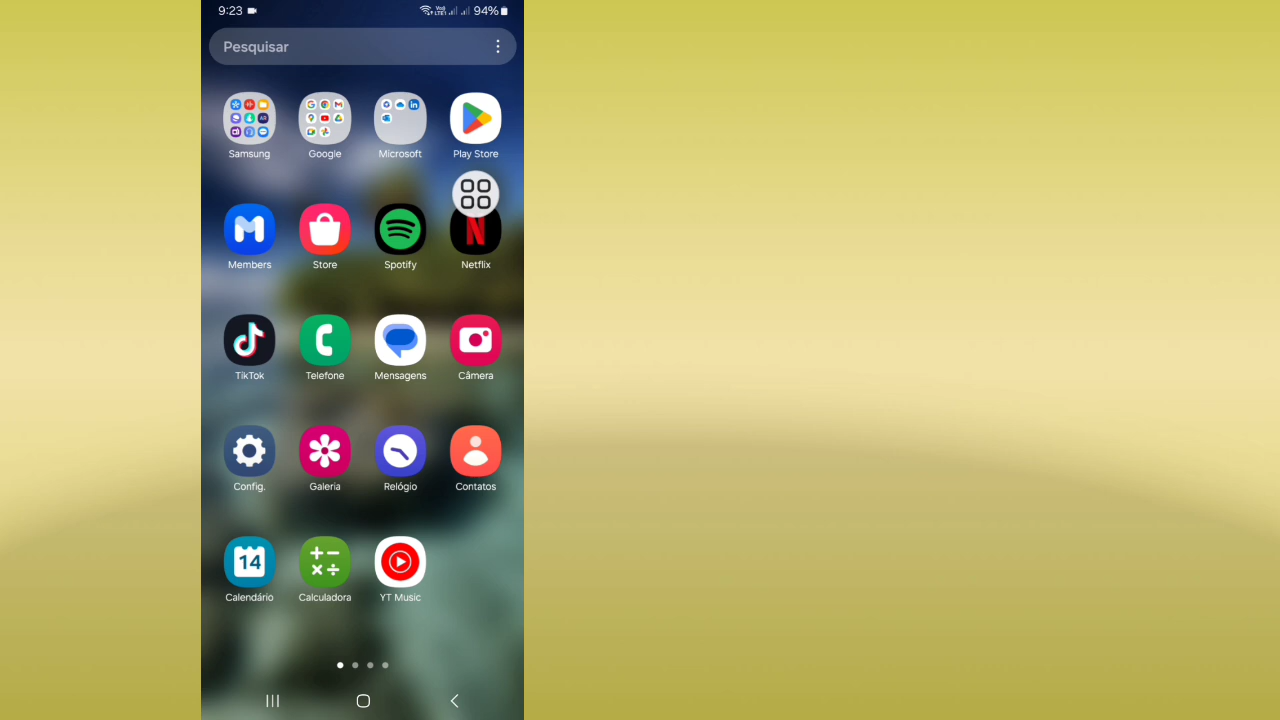 9:23 94%
Pesquisar
Samsung Google Microsoft Play Store
Members Store Spotify Netflix
TikTok Telefone Mensagens Câmera
Config. Galeria Relógio Contatos
14
Calendário Calculadora YT Music